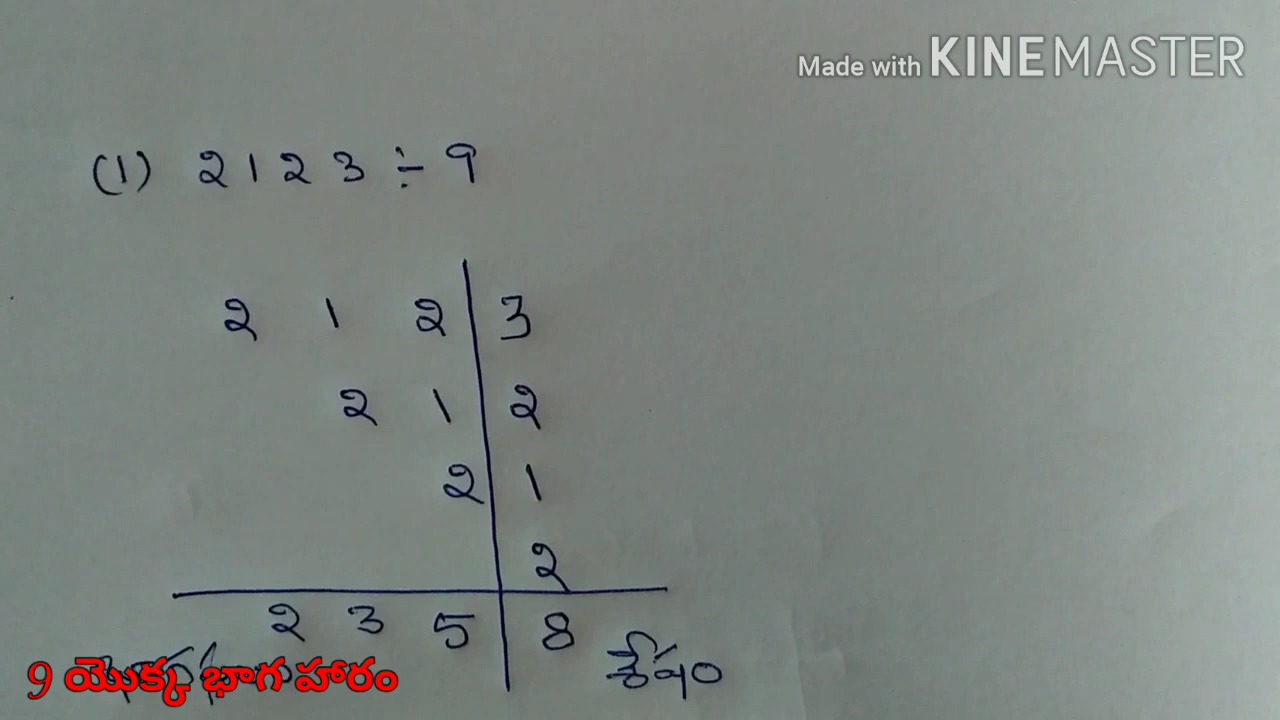 Made with KINEMASTER
(1) 2123 ÷ 9
2 1 2 3
2 1 2
2 1
2
2 3 5 8 శేషం
9 యొక్క భాగహారం